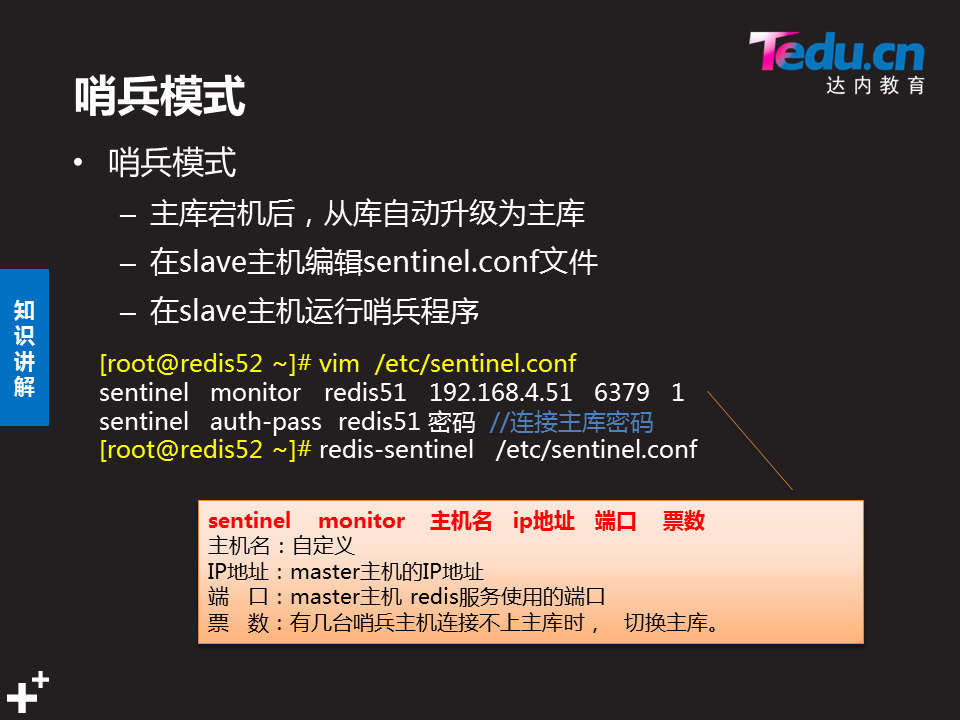 Tedu.cn
达内教育
哨兵模式
• 哨兵模式
– 主库宕机后，从库自动升级为主库
– 在slave主机编辑sentinel.conf文件
– 在slave主机运行哨兵程序
知识讲解
[root@redis52 ~]# vim /etc/sentinel.conf
sentinel monitor redis51 192.168.4.51 6379 1
sentinel auth-pass redis51 密码 //连接主库密码
[root@redis52 ~]# redis-sentinel /etc/sentinel.conf
sentinel monitor 主机名 ip地址 端口 票数
主机名：自定义
IP地址：master主机的IP地址
端 口：master主机 redis服务使用的端口
票 数：有几台哨兵主机连接不上主库时， 切换主库。